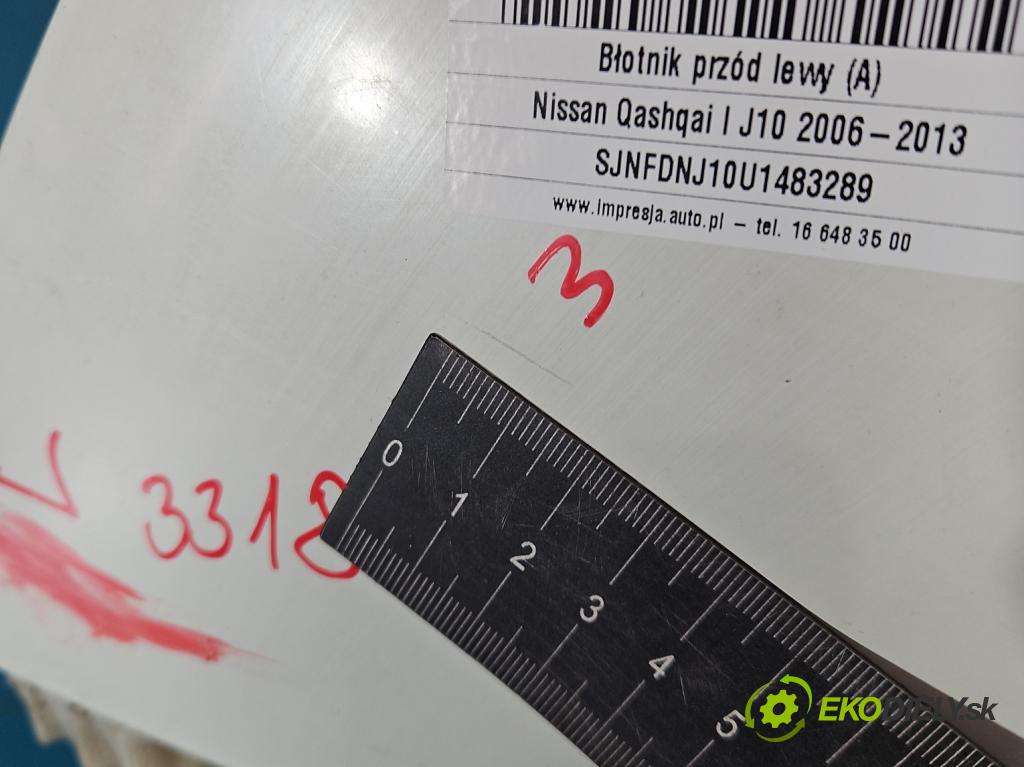 Błotnik przód lewy (A)
Nissan Qashqai I J10 2006–2013
SJNFDNJ10U1483289
www.impresja.auto.pl – tel. 16 648 35 00
3
V
3318
0
1
2
3
4
5
EKODIELY.sk